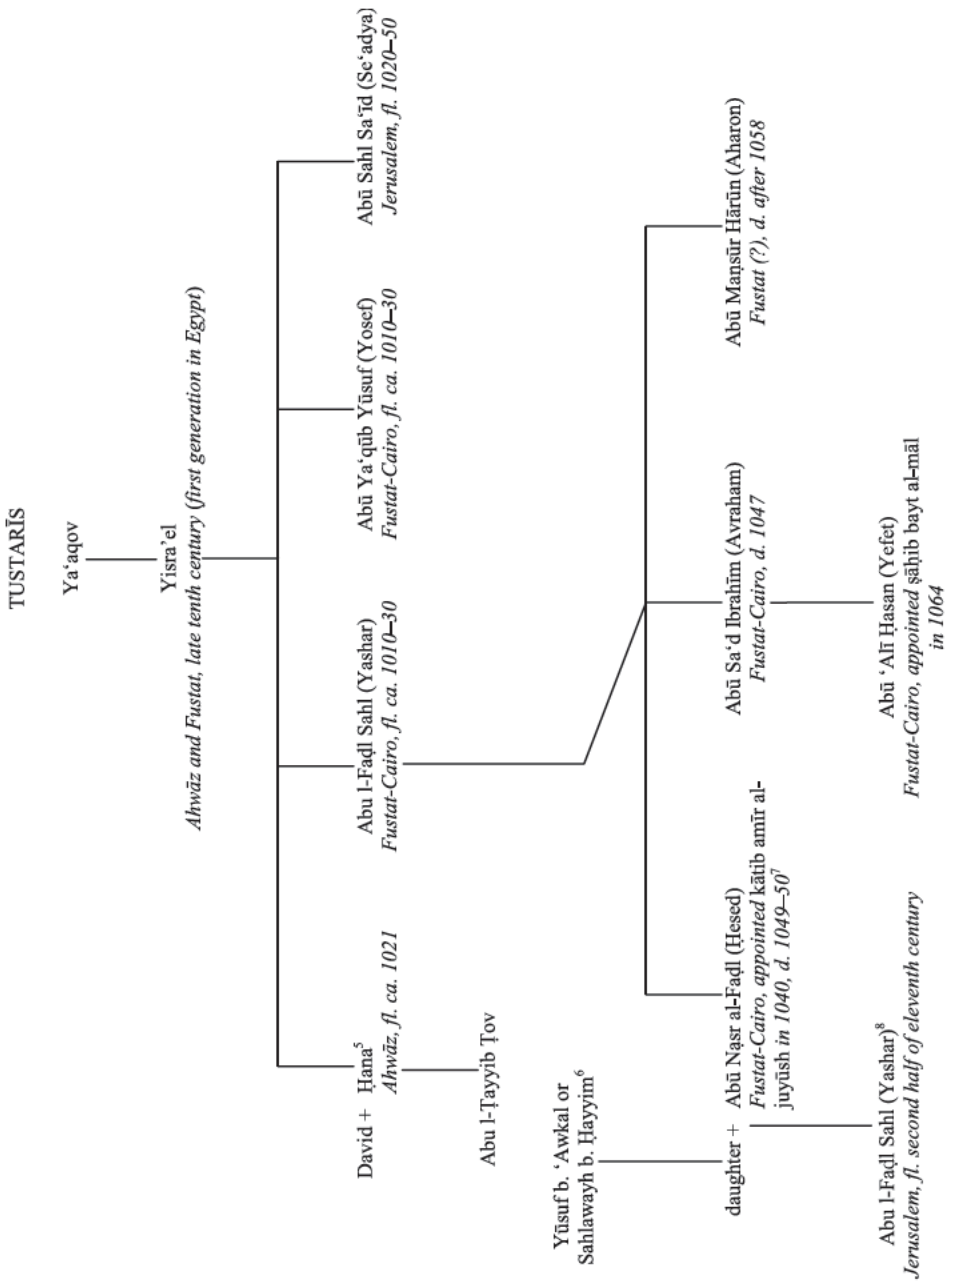 TUSTARĪS
Ya‘aqov
Yisra’el
Ahwāz and Fustat, late tenth century (first generation in Egypt)
David + Ḥana5
Ahwāz, fl. ca. 1021
Abu l-Faḍl Sahl (Yashar)
Fustat-Cairo, fl. ca. 1010–30
Abū Ya‘qūb Yūsuf (Yosef)
Fustat-Cairo, fl. ca. 1010–30
Abū Sahl Sa‘īd (Se‘adya)
Jerusalem, fl. 1020–50
Abu l-Ṭayyib Ṭov
Yūsuf b. ‘Awkal or
Sahlawayh b. Ḥayyim6
daughter + Abū Naṣr al-Faḍl (Ḥesed)
Fustat-Cairo, appointed kātib amīr al-
juyūsh in 1040, d. 1049–507
Abū Sa‘d Ibrahīm (Avraham)
Fustat-Cairo, d. 1047
Abū Manṣūr Hārūn (Aharon)
Fustat (?), d. after 1058
Abu l-Faḍl Sahl (Yashar)8
Jerusalem, fl. second half of eleventh century
Abū ‘Alī Ḥasan (Yefet)
Fustat-Cairo, appointed ṣāḥib bayt al-māl
in 1064